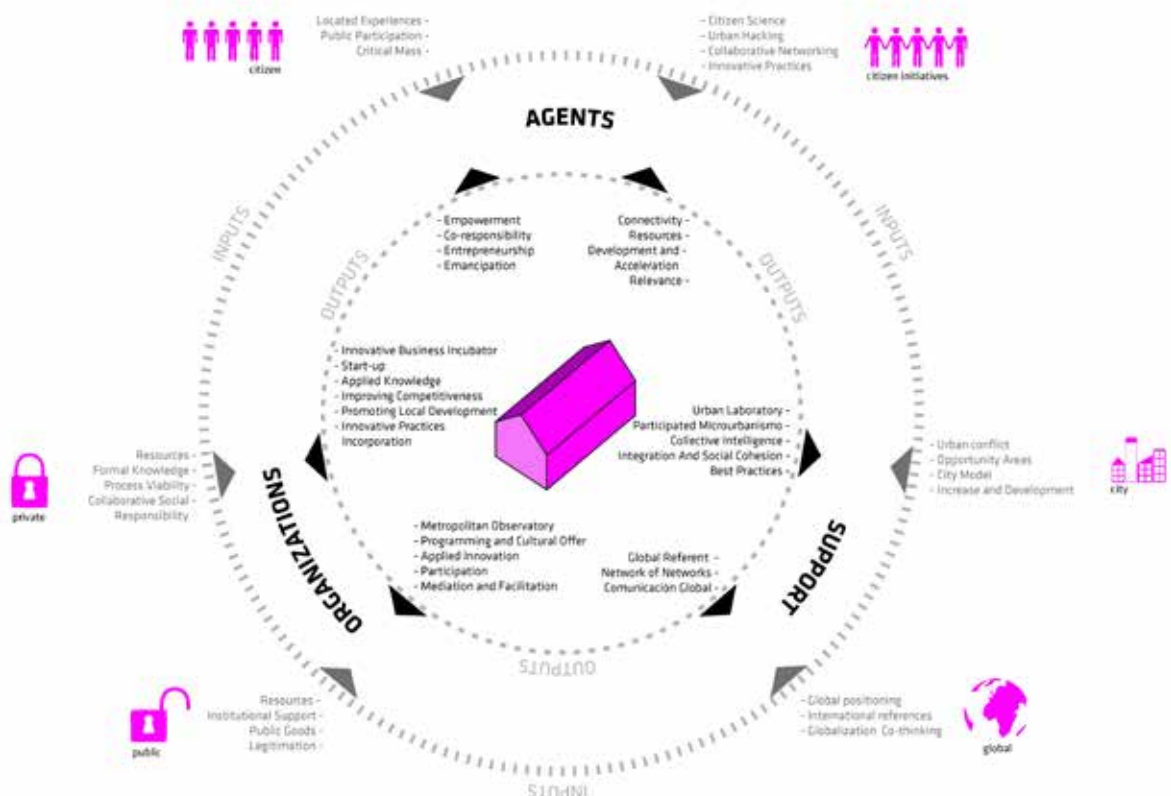 Located Experiences -
Public Participation -
Critical Mass -
citizen
- Citizen Science
- Urban Hacking
- Collaborative Networking
- Innovative Practices
citizen initiatives
AGENTS
INPUTS
INPUTS
OUTPUTS
OUTPUTS
- Empowerment
- Co-responsibility
- Entrepreneurship
- Emancipation
Connectivity -
Resources -
Development and -
Acceleration
Relevance -
- Innovative Business Incubator
- Start-up
- Applied Knowledge
- Improving Competitiveness
- Promoting Local Development
- Innovative Practices
Incorporation
Urban Laboratory -
Participated Microurbanismo -
Collective Intelligence -
Integration And Social Cohesion -
Best Practices -
Resources -
Formal Knowledge -
Process Viability -
Collaborative Social -
Responsibility -
private
- Urban conflict
- Opportunity Areas
- City Model
- Increase and Development
city
ORGANIZATIONS
SUPPORT
- Metropolitan Observatory
- Programming and Cultural Offer
- Applied Innovation
- Participation
- Mediation and Facilitation
Global Referent -
Network of Networks -
Comunicacion Global -
OUTPUTS
Resources -
Institutional Support -
Public Goods -
Legitimation -
public
- Global positioning
- International references
- Globalization Co-thinking
global
INPUTS